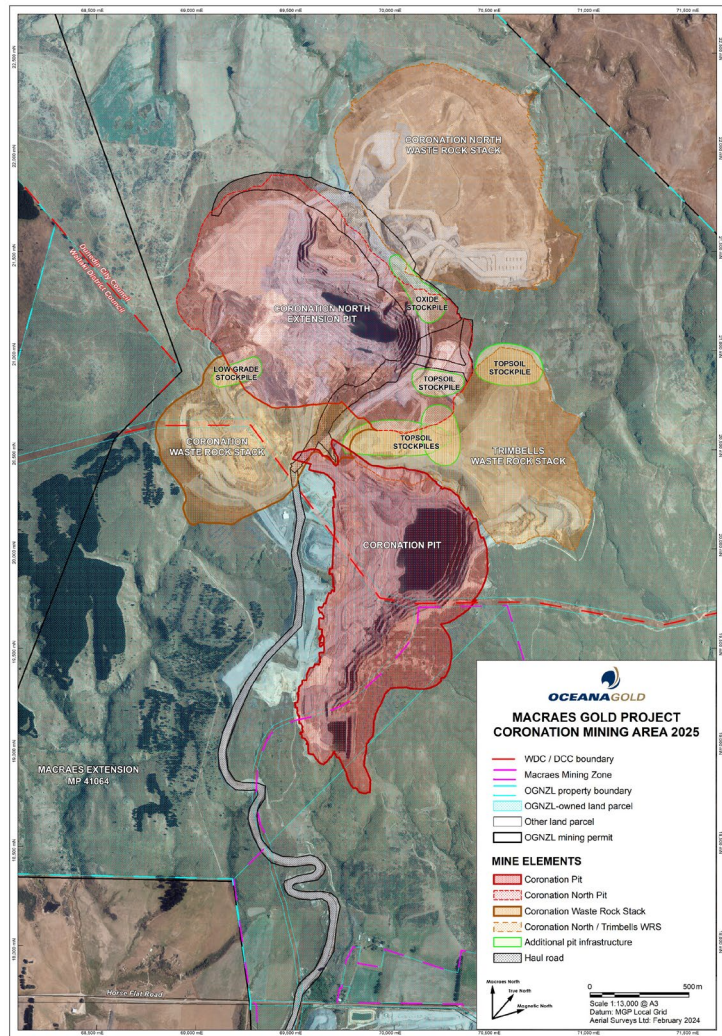 68,500 mE
69,000 mE
69,500 mE
70,000 mE
70,500 mE
71,000 mE
CORONATION NORTH
WASTE ROCK STACK
Dunedin City Council
Waitaki District Council
CORONATION NORTH
EXTENSION PIT
OXIDE
STOCKPILE
LOW GRADE
STOCKPILE
TOPSOIL
STOCKPILE
TOPSOIL
STOCKPILE
CORONATION
WASTE ROCK STACK
TOPSOIL
STOCKPILES
TRIMBELLS
WASTE ROCK STACK
CORONATION PIT
MACRAES EXTENSION
MP 41064
Horse Flat Road
OCEANAGOLD
MACRAES GOLD PROJECT
CORONATION MINING AREA 2025
WDC / DCC boundary
Macraes Mining Zone
OGNZL property boundary
OGNZL-owned land parcel
Other land parcel
OGNZL mining permit
MINE ELEMENTS
Coronation Pit
Coronation North Pit
Coronation Waste Rock Stack
Coronation North / Trimbells WRS
Additional pit infrastructure
Haul road
Macraes North
True North
Magnetic North
0 500m
Scale 1:13,000 @ A3
Datum: MGP Local Grid
Aerial Surveys Ltd: February 2024